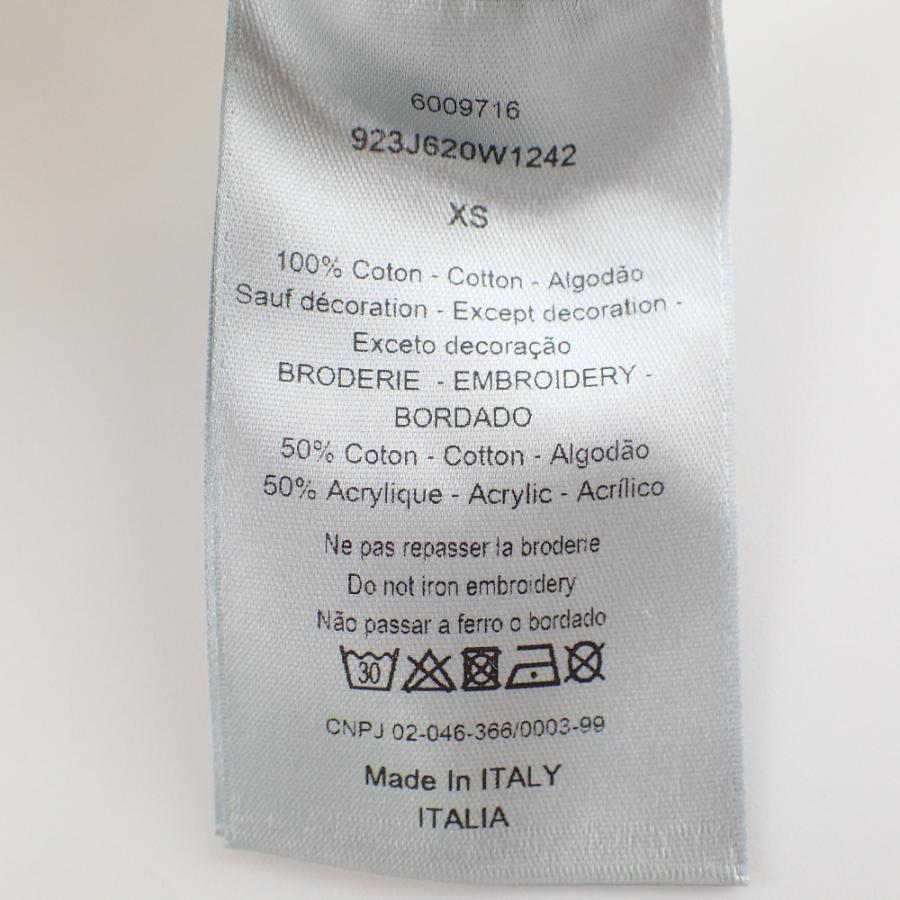 6009716
923J620W1242
XS
100% Coton - Cotton - Algodão
Sauf décoration - Except decoration -
Exceto decoração
BRODERIE - EMBROIDERY -
BORDADO
50% Coton - Cotton - Algodão
50% Acrylique - Acrylic - Acrílico
Ne pas repasser la broderie
Do not iron embroidery
Não passar a ferro o bordado
30
CNPJ 02-046-366/0003-99
Made In ITALY
ITALIA